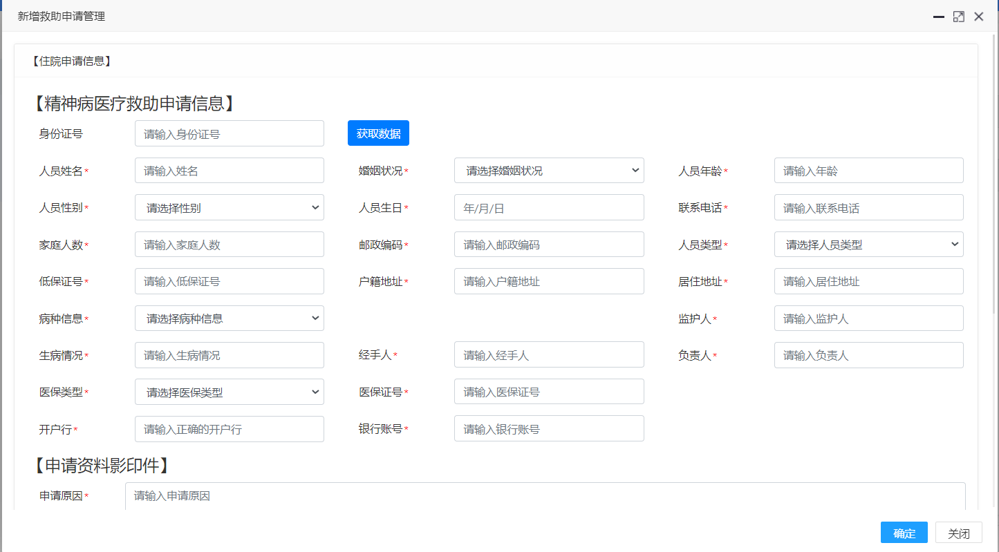 新增救助申请管理
【住院申请信息】
【精神病医疗救助申请信息】
身份证号 请输入身份证号 获取数据
人员姓名* 请输入姓名 婚姻状况* 请选择婚姻状况 人员年龄* 请输入年龄
人员性别* 请选择性别 人员生日* 年/月/日 联系电话* 请输入联系电话
家庭人数* 请输入家庭人数 邮政编码* 请输入邮政编码 人员类型* 请选择人员类型
低保证号* 请输入低保证号 户籍地址* 请输入户籍地址 居住地址* 请输入居住地址
病种信息* 请选择病种信息 监护人* 请输入监护人
生病情况* 请输入生病情况 经手人* 请输入经手人 负责人* 请输入负责人
医保类型* 请选择医保类型 医保证号* 请输入医保证号
开户行* 请输入正确的开户行 银行账号* 请输入银行账号
【申请资料影印件】
申请原因* 请输入申请原因
确定 关闭